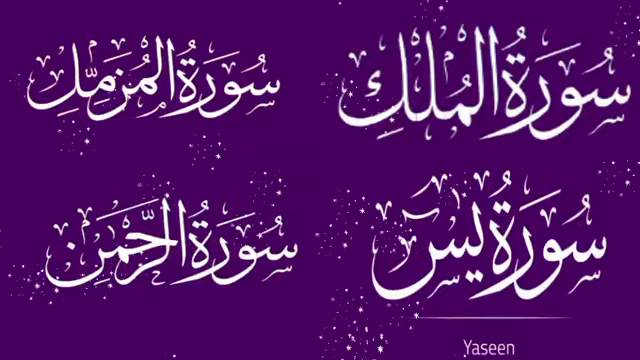 سُورَةُ المُزَمِّلِ
سُورَةُ المُلْكِ
سُورَةُ الرَّحْمَنِ
سُورَةُ يسٓ
Yaseen